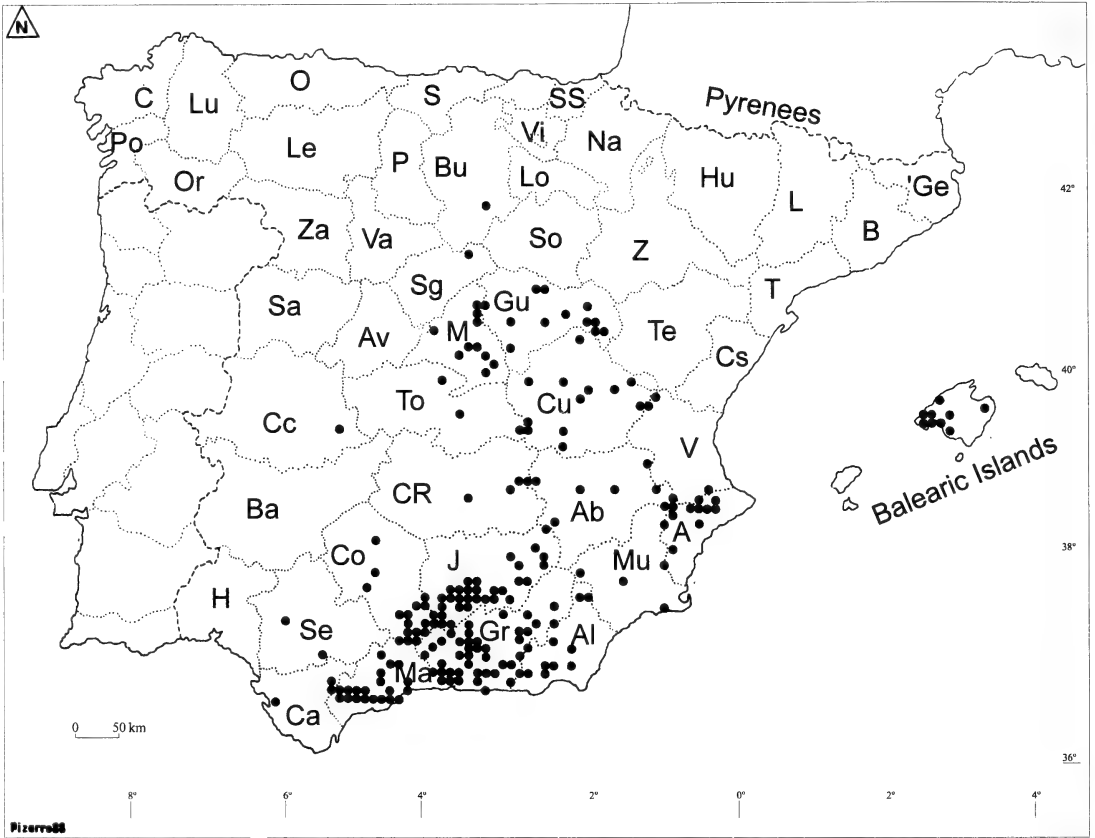 N
O
S
SS
C
Lu
Pyrenees
Po
Vi
Na
Le
P
Bu
Or
Lo
Hu
'Ge
42°
L
Za
Va
So
Z
B
Sg
Gu
T
Sa
Av
M
Te
Cs
40°
To
Cu
Cc
V
Balearic Islands
CR
Ba
Ab
A
Co
J
Mu
38°
H
Se
Gr
Al
Ma
Ca
0 50 km
36°
8° 6° 4° 2° 0° 2° 4°
Pizarro88